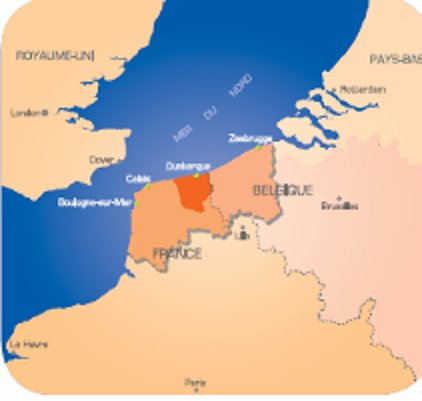 ROYAUME-UNI
PAYS-BAS
London
Rotterdam
MER DU NORD
Zeebrugge
Dover
Dunkerque
Calais
BELGIQUE
Boulogne-sur-Mer
Bruxelles
Lille
FRANCE
Le Havre
Paris